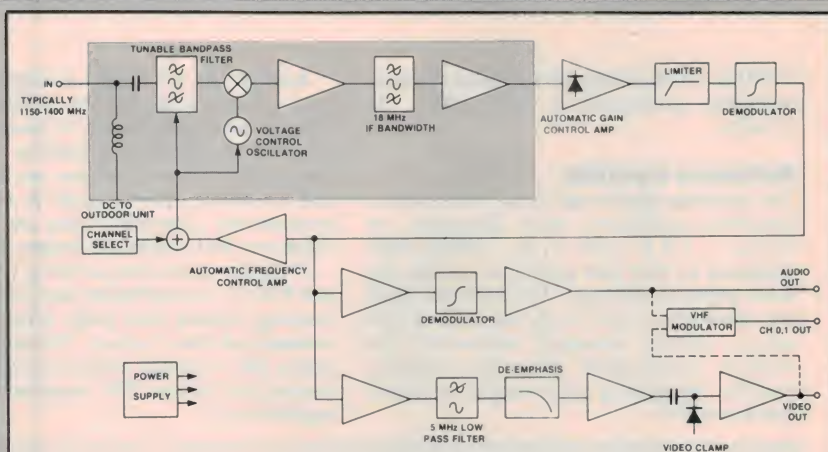 TUNABLE BANDPASS
FILTER
IN
TYPICALLY
1150-1400 MHz
VOLTAGE
CONTROL
OSCILLATOR
18 MHz
IF BANDWIDTH
AUTOMATIC GAIN
CONTROL AMP
LIMITER
DEMODULATOR
DC TO
OUTDOOR UNIT
CHANNEL
SELECT
+
AUTOMATIC FREQUENCY
CONTROL AMP
DEMODULATOR
AUDIO
OUT
VHF
MODULATOR
CH 0,1 OUT
POWER
SUPPLY
5 MHz LOW
PASS FILTER
DE-EMPHASIS
VIDEO CLAMP
VIDEO
OUT